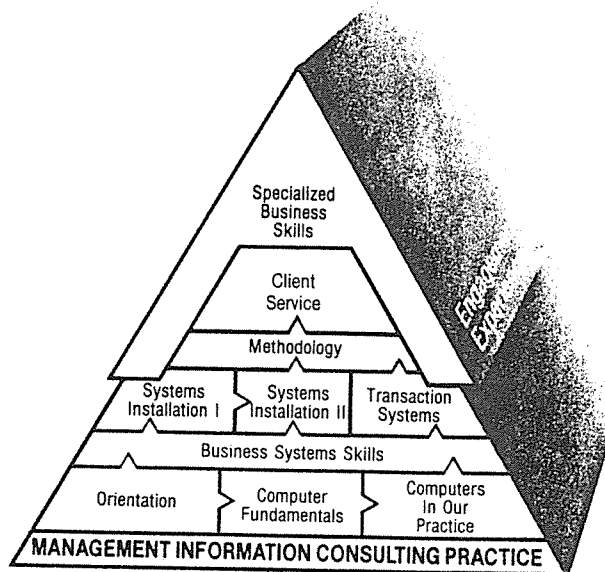 Specialized
Business
Skills
Client
Service
Methodology
Systems
Installation I
Systems
Installation II
Transaction
Systems
Business Systems Skills
Orientation
Computer
Fundamentals
Computers
In Our
Practice
MANAGEMENT INFORMATION CONSULTING PRACTICE